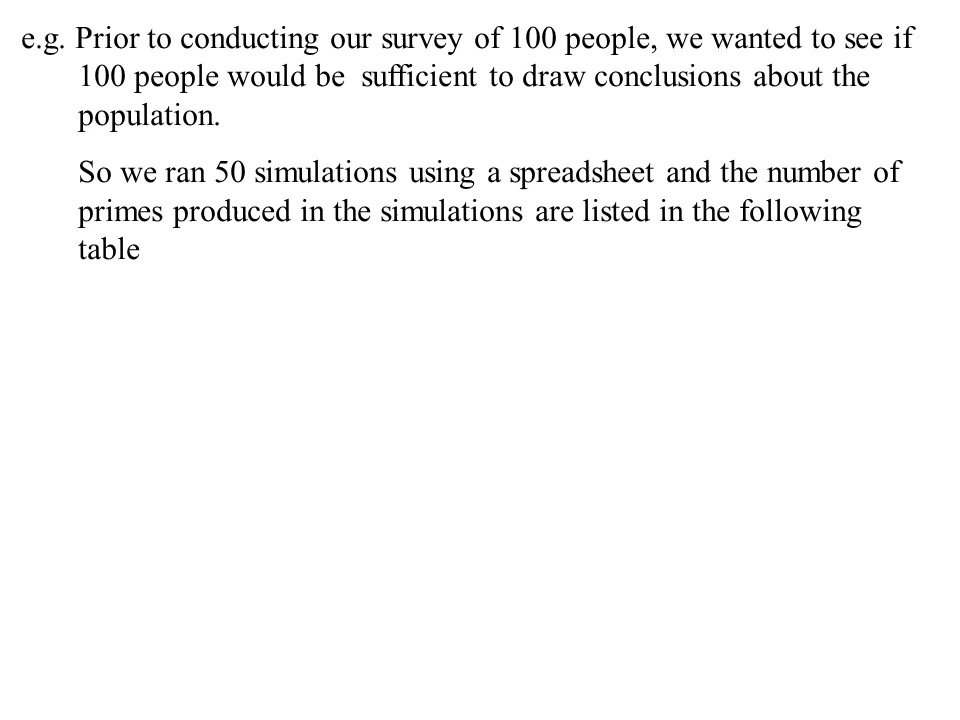 e.g. Prior to conducting our survey of 100 people, we wanted to see if
100 people would be sufficient to draw conclusions about the
population.
So we ran 50 simulations using a spreadsheet and the number of
primes produced in the simulations are listed in the following
table